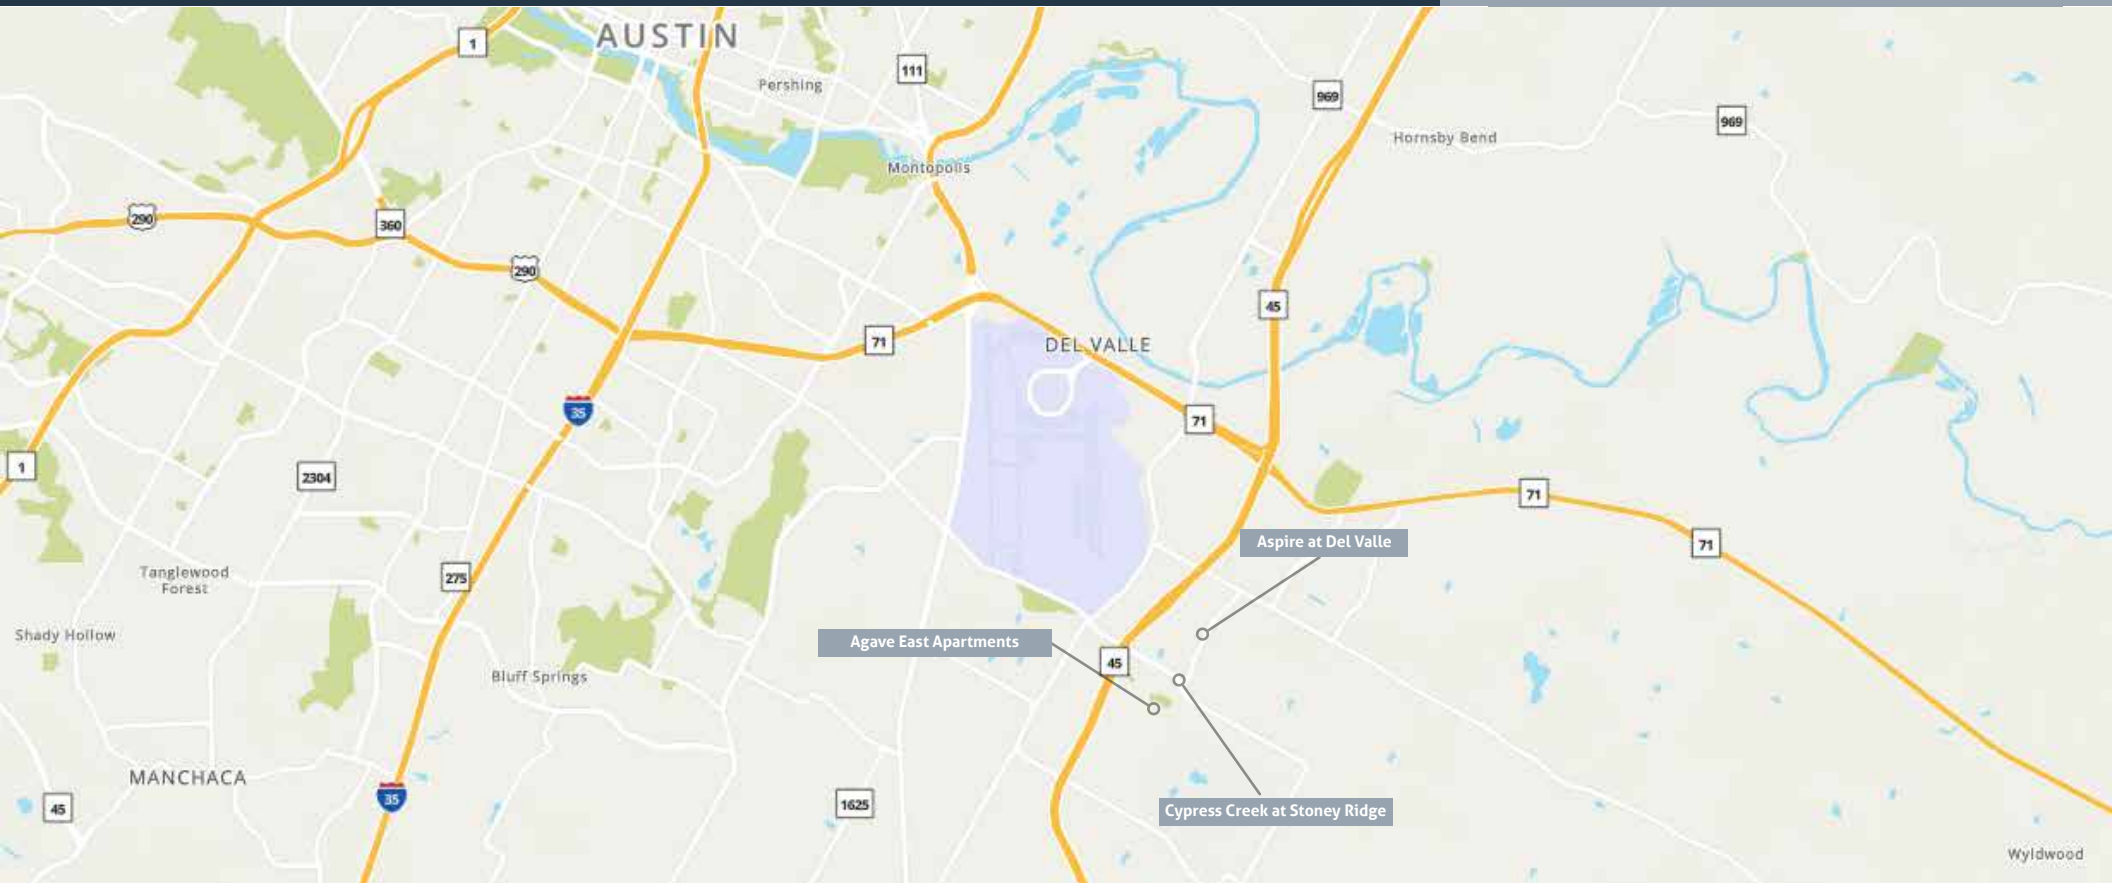 AUSTIN
1
111
Pershing
969
969
Hornsby Bend
Montopolis
290
360
290
45
71
DEL VALLE
35
71
1
2304
71
71
Aspire at Del Valle
Tanglewood
Forest
275
Shady Hollow
Agave East Apartments
45
Bluff Springs
MANCHACA
35
45
1625
Cypress Creek at Stoney Ridge
Wyldwood